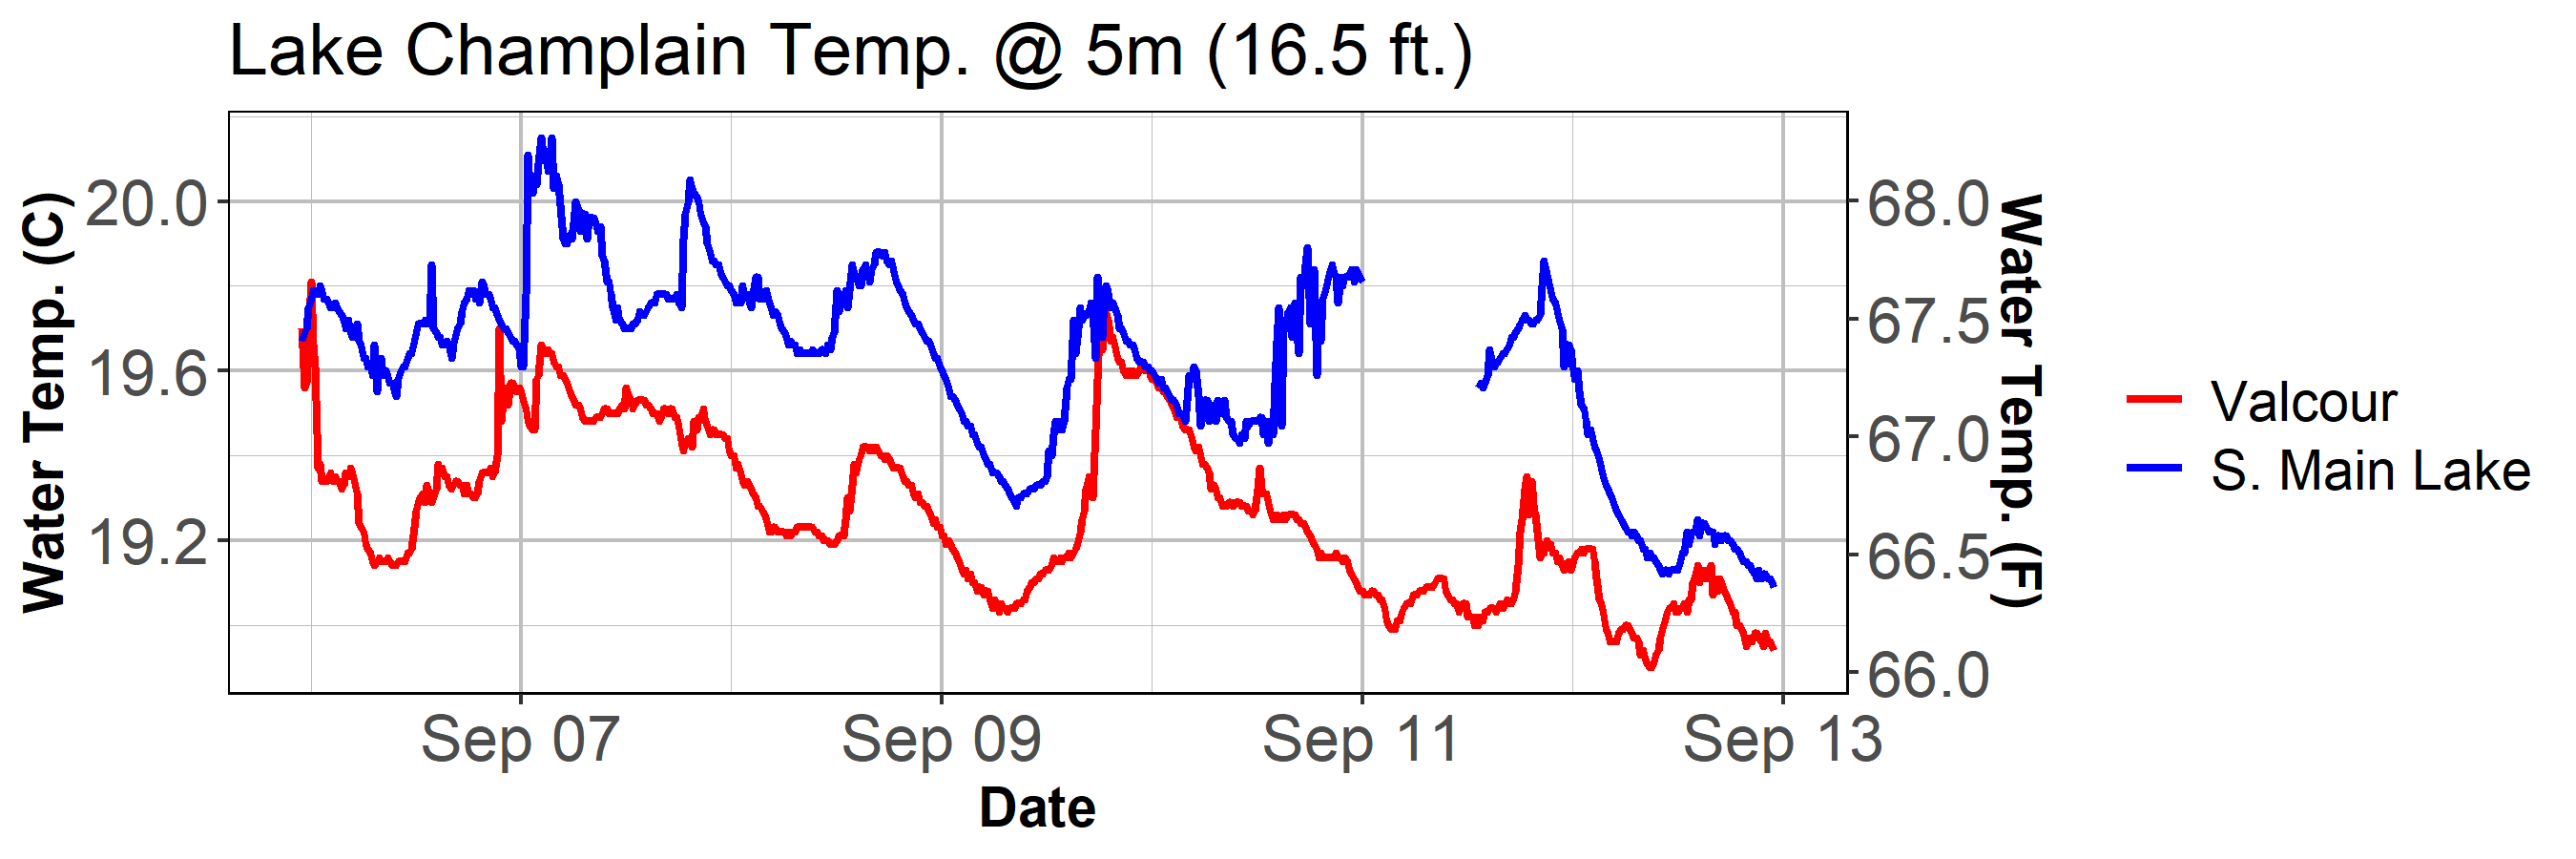 Lake Champlain Temp. @ 5m (16.5 ft.)
Water Temp. (C)
20.0
19.6
19.2
68.0
67.5
67.0
66.5
66.0
Water Temp. (F)
Sep 07 Sep 09 Sep 11 Sep 13
Date
Valcour
S. Main Lake